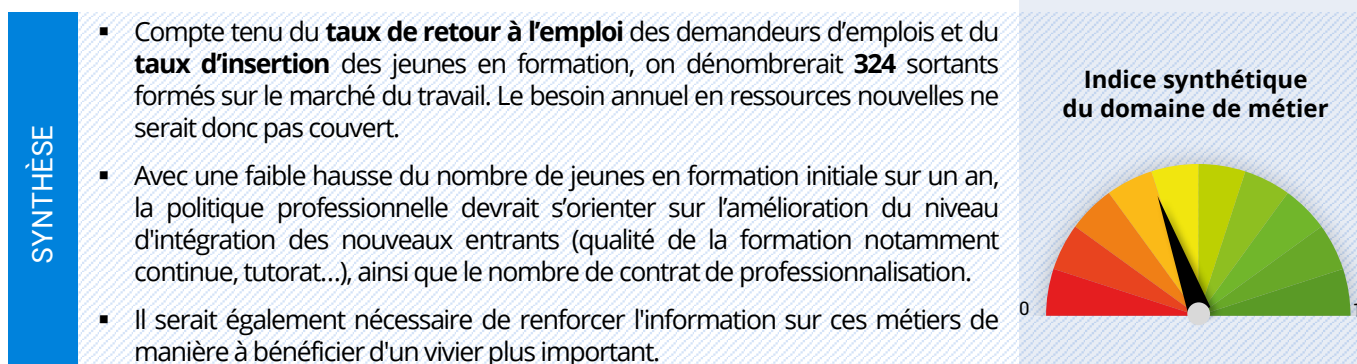 SYNTHÈSE
▪ Compte tenu du taux de retour à l’emploi des demandeurs d’emplois et du
taux d’insertion des jeunes en formation, on dénombrerait 324 sortants
formés sur le marché du travail. Le besoin annuel en ressources nouvelles ne
serait donc pas couvert.
▪ Avec une faible hausse du nombre de jeunes en formation initiale sur un an,
la politique professionnelle devrait s’orienter sur l’amélioration du niveau
d'intégration des nouveaux entrants (qualité de la formation notamment
continue, tutorat…), ainsi que le nombre de contrat de professionnalisation.
▪ Il serait également nécessaire de renforcer l'information sur ces métiers de
manière à bénéficier d'un vivier plus important.
Indice synthétique
du domaine de métier
0